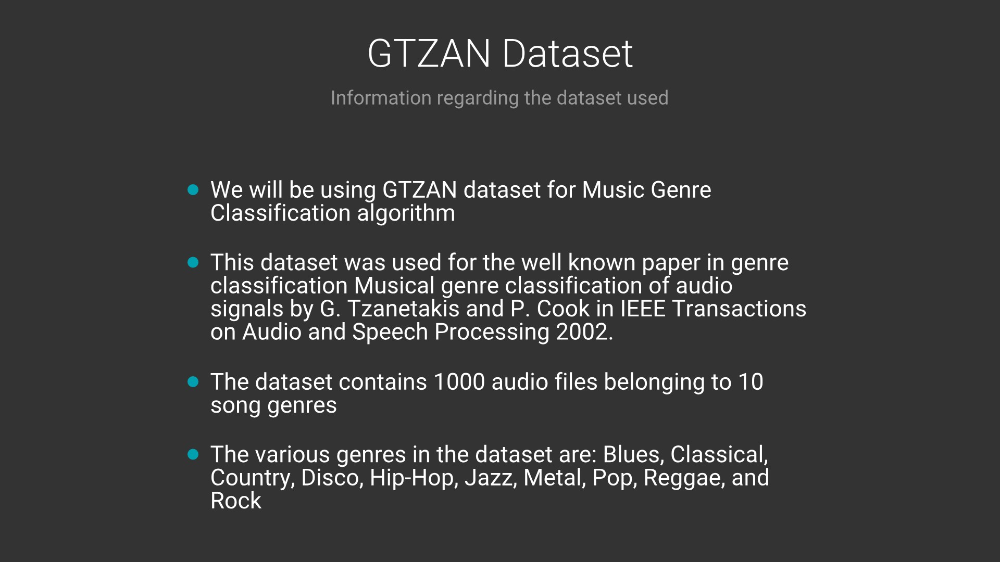 GTZAN Dataset
Information regarding the dataset used
We will be using GTZAN dataset for Music Genre
Classification algorithm
This dataset was used for the well known paper in genre
classification Musical genre classification of audio
signals by G. Tzanetakis and P. Cook in IEEE Transactions
on Audio and Speech Processing 2002.
The dataset contains 1000 audio files belonging to 10
song genres
The various genres in the dataset are: Blues, Classical,
Country, Disco, Hip-Hop, Jazz, Metal, Pop, Reggae, and
Rock